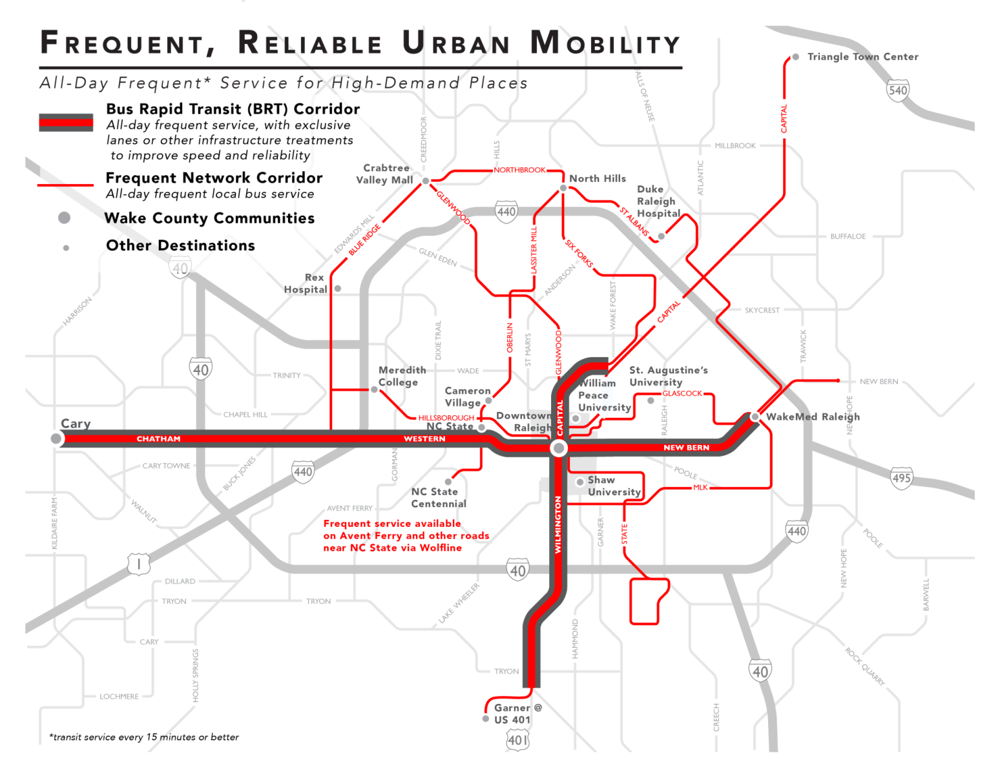 FREQUENT, RELIABLE URBAN MOBILITY
All-Day Frequent* Service for High-Demand Places
Bus Rapid Transit (BRT) Corridor
All-day frequent service, with exclusive
lanes or other infrastructure treatments
to improve speed and reliability
Frequent Network Corridor
All-day frequent local bus service
Wake County Communities
Other Destinations
Triangle Town Center
540
FALLS OF NEUSE
CAPITAL
CREEDMOOR
HILLS
MILLBROOK
ATLANTIC
Crabtree
Valley Mall
NORTHBROOK
North Hills
Duke
Raleigh
Hospital
GLENWOOD
440
ST ALBANS
EDWARDS MILL
BLUE RIDGE
LASSITER MILL
SIX FORKS
BUFFALOE
GLEN EDEN
40
ANDERSON
Rex
Hospital
WAKE FOREST
HARRISON
CAPITAL
SKYCREST
DIXIE TRAIL
OBERLIN
ST MARYS
GLENWOOD
TRAWICK
40
TRINITY
Meredith
College
WADE
St. Augustine's
University
William
Peace
University
NEW BERN
Cameron
Village
GLASCOCK
CHAPEL HILL
HILLSBOROUGH
NC State
Downtown
Raleigh
CAPITAL
RALEIGH
NEW HOPE
WakeMed Raleigh
Cary
CHATHAM
WESTERN
NEW BERN
CARY TOWNE
BUCK JONES
440
GORMAN
POOLE
495
NC State
Centennial
Shaw
University
MLK
KILDAIRE FARM
WALNUT
AVENT FERRY
WILMINGTON
GARNER
STATE
440
POOLE
Frequent service available
on Avent Ferry and other roads
near NC State via Wolfline
1
40
NEW HOPE
BARWELL
DILLARD
TRYON
TRYON
LAKE WHEELER
CARY
HAMMOND
HOLLY SPRINGS
ROCK QUARRY
TRYON
40
LOCHMERE
CREECH
Garner @
US 401
401
*transit service every 15 minutes or better